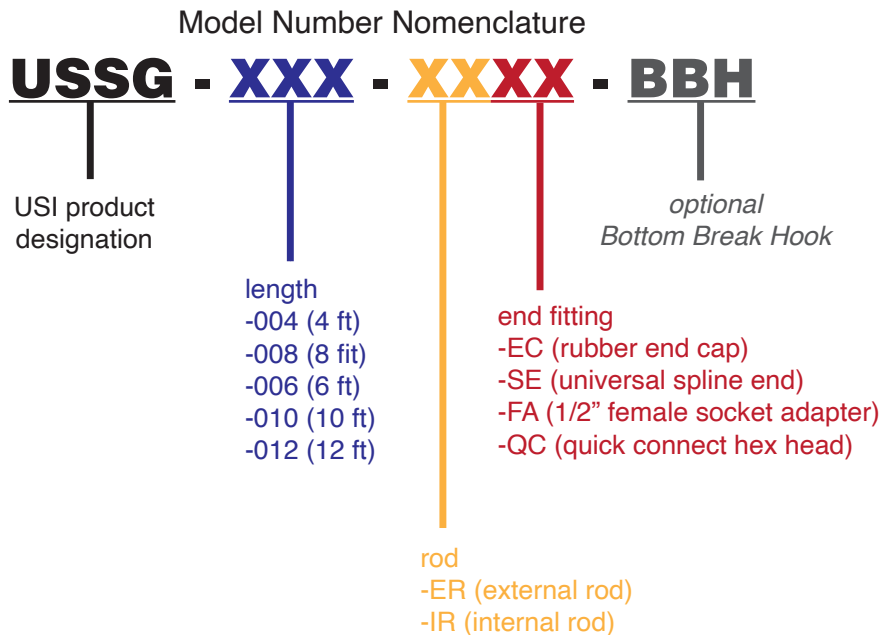 Model Number Nomenclature
USSG - XXX - XXXX - BBH
USI product
designation
optional
Bottom Break Hook
length
-004 (4 ft)
-008 (8 fit)
-006 (6 ft)
-010 (10 ft)
-012 (12 ft)
end fitting
-EC (rubber end cap)
-SE (universal spline end)
-FA (1/2” female socket adapter)
-QC (quick connect hex head)
rod
-ER (external rod)
-IR (internal rod)